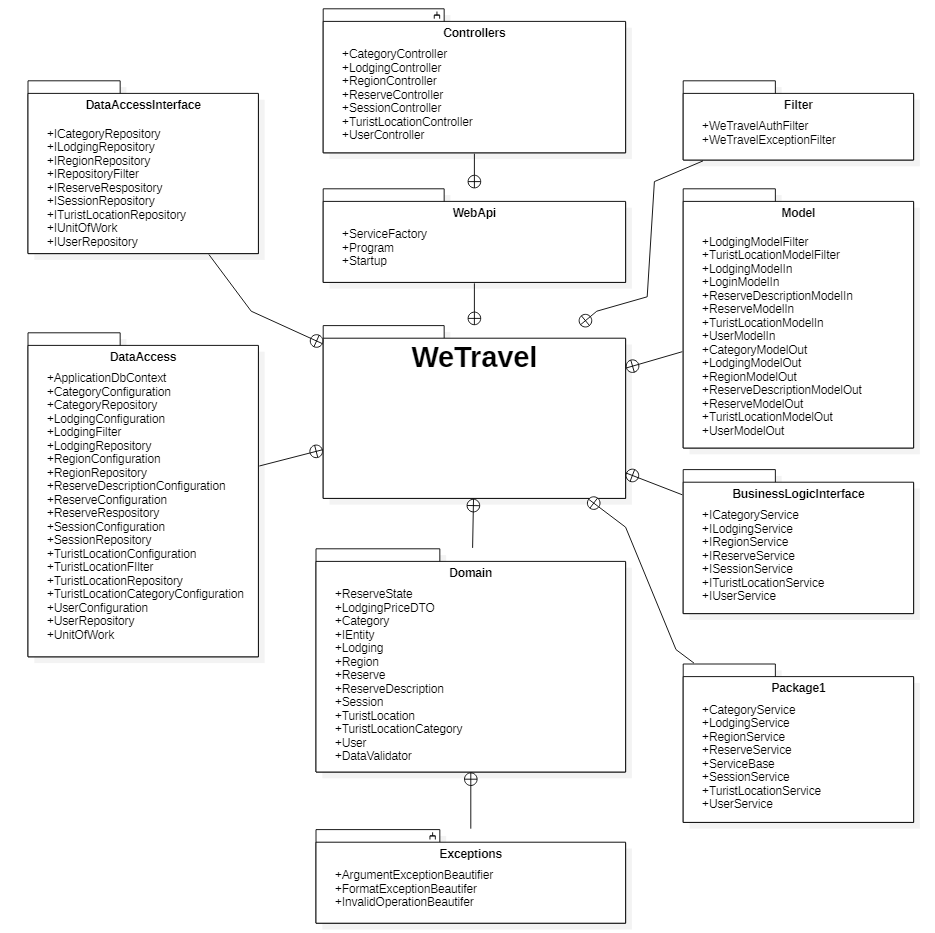 Controllers
+CategoryController
+LodgingController
+RegionController
+ReserveController
+SessionController
+TuristLocationController
+UserController
DataAccessInterface
+ICategoryRepository
+ILodgingRepository
+IRegionRepository
+IRepositoryFilter
+IReserveRespository
+ISessionRepository
+ITuristLocationRepository
+IUnitOfWork
+IUserRepository
Filter
+WeTravelAuthFilter
+WeTravelExceptionFilter
WebApi
+ServiceFactory
+Program
+Startup
Model
+LodgingModelFilter
+TuristLocationModelFilter
+LodgingModelIn
+LoginModelIn
+ReserveDescriptionModelIn
+ReserveModelIn
+TuristLocationModelIn
+UserModelIn
+CategoryModelOut
+LodgingModelOut
+RegionModelOut
+ReserveDescriptionModelOut
+ReserveModelOut
+TuristLocationModelOut
+UserModelOut
WeTravel
DataAccess
+ApplicationDbContext
+CategoryConfiguration
+CategoryRepository
+LodgingConfiguration
+LodgingFilter
+LodgingRepository
+RegionConfiguration
+RegionRepository
+ReserveDescriptionConfiguration
+ReserveConfiguration
+ReserveRespository
+SessionConfiguration
+SessionRepository
+TuristLocationConfiguration
+TuristLocationFIlter
+TuristLocationRepository
+TuristLocationCategoryConfiguration
+UserConfiguration
+UserRepository
+UnitOfWork
BusinessLogicInterface
+ICategoryService
+ILodgingService
+IRegionService
+IReserveService
+ISessionService
+ITuristLocationService
+IUserService
Domain
+ReserveState
+LodgingPriceDTO
+Category
+IEntity
+Lodging
+Region
+Reserve
+ReserveDescription
+Session
+TuristLocation
+TuristLocationCategory
+User
+DataValidator
Package1
+CategoryService
+LodgingService
+RegionService
+ReserveService
+ServiceBase
+SessionService
+TuristLocationService
+UserService
Exceptions
+ArgumentExceptionBeautifier
+FormatExceptionBeautifer
+InvalidOperationBeautifer